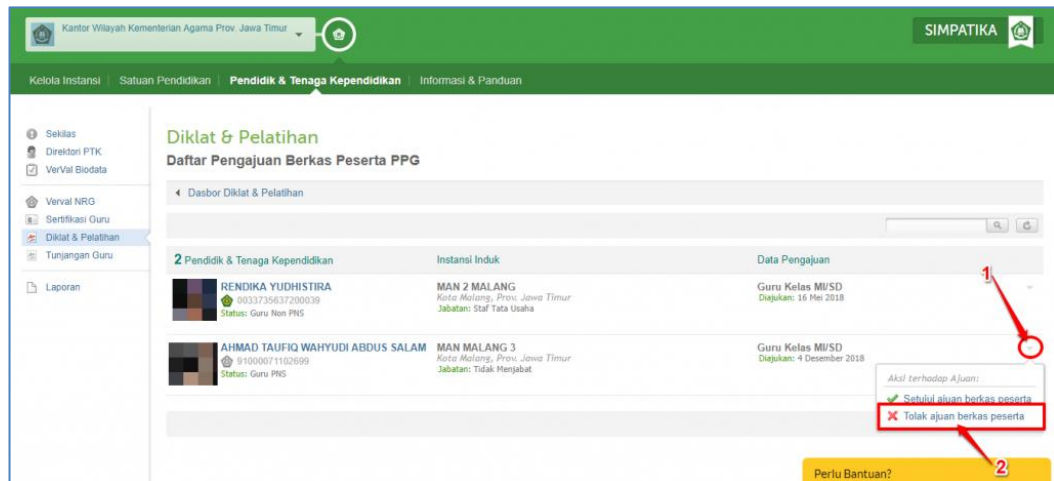 Kantor Wilayah Kementerian Agama Prov. Jawa Timur
SIMPATIKA
Kelola Instansi | Satuan Pendidikan | Pendidik & Tenaga Kependidikan | Informasi & Panduan
Sekilas
Direktori PTK
VerVal Biodata
Verval NRG
Sertifikasi Guru
Diklat & Pelatihan
Tunjangan Guru
Laporan
Diklat & Pelatihan
Daftar Pengajuan Berkas Peserta PPG
Dasbor Diklat & Pelatihan
2 Pendidik & Tenaga Kependidikan Instansi Induk Data Pengajuan
1
RENDIKA YUDHISTIRA MAN 2 MALANG Guru Kelas MI/SD
0033735637200039 Kota Malang, Prov. Jawa Timur Diajukan: 16 Mei 2018
Status: Guru Non PNS Jabatan: Staf Tata Usaha
AHMAD TAUFIQ WAHYUDI ABDUS SALAM MAN MALANG 3 Guru Kelas MI/SD
91000071102699 Kota Malang, Prov. Jawa Timur Diajukan: 4 Desember 2018
Status: Guru PNS Jabatan: Tidak Menjabat
Aksi terhadap Ajuan:
Setujui ajuan berkas peserta
Tolak ajuan berkas peserta
2
Perlu Bantuan?